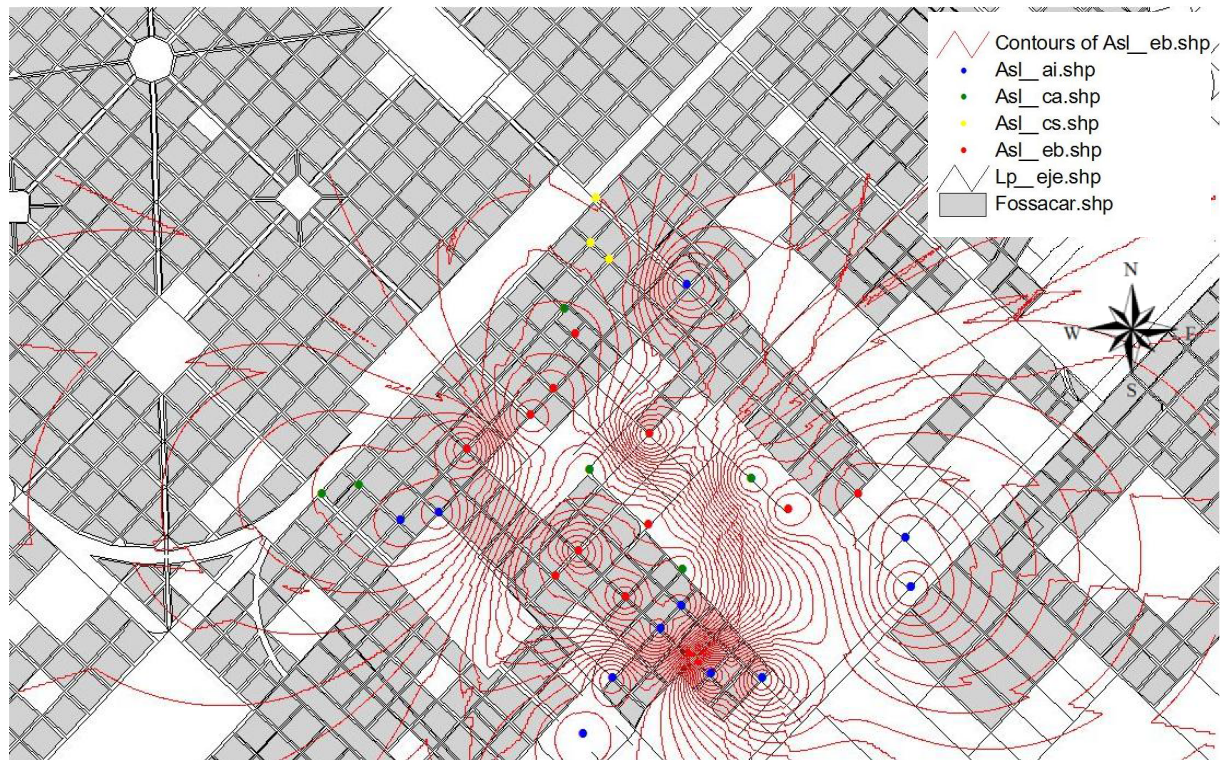 Contours of Asl__eb.shp
Asl__ai.shp
Asl__ca.shp
Asl__cs.shp
Asl__eb.shp
Lp__eje.shp
Fossacar.shp
N
W E
S